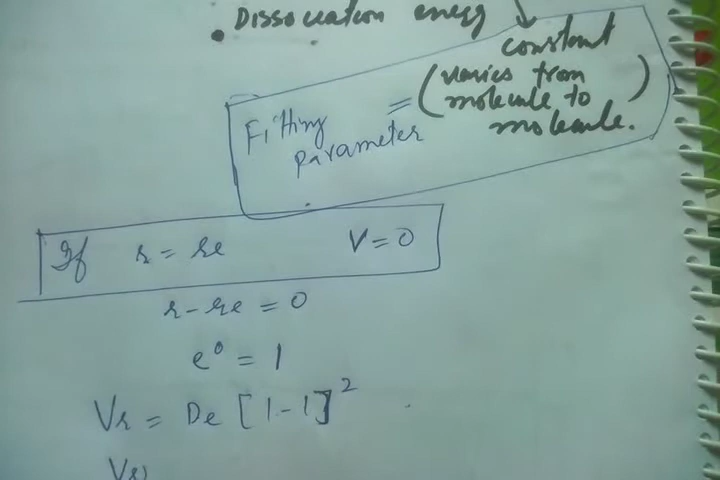 • Dissociation energy
constant
Fitting parameter = (varies from molecule to molecule.)
If r = re V = 0
r - re = 0
e⁰ = 1
Vr = De [1-1]²